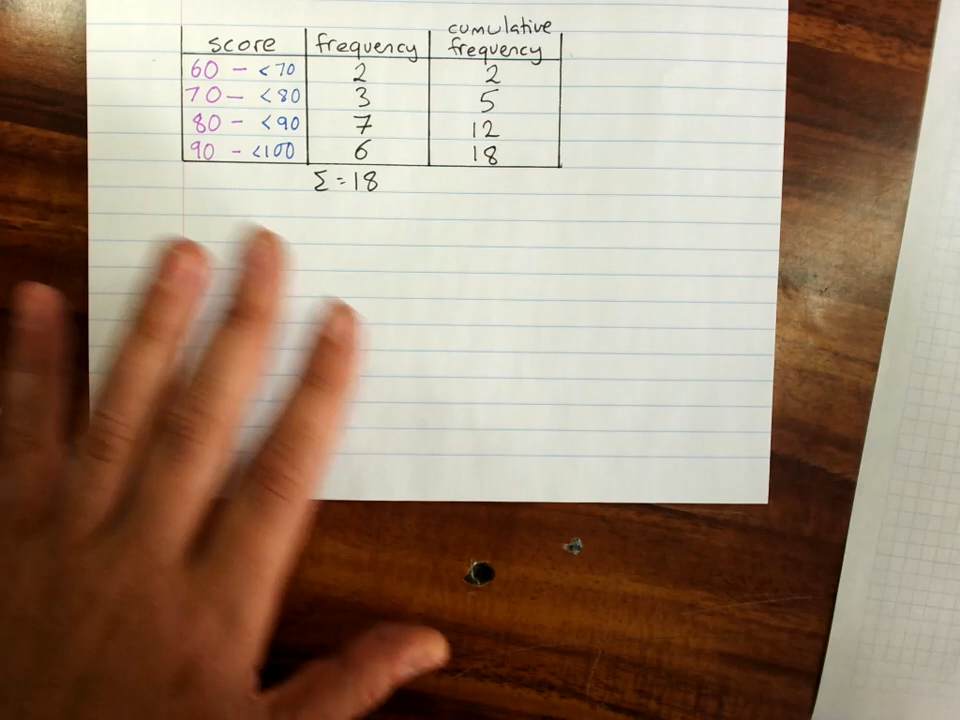 score frequency cumulative frequency
60 - <70 2 2
70 - <80 3 5
80 - <90 7 12
90 - <100 6 18
Σ = 18